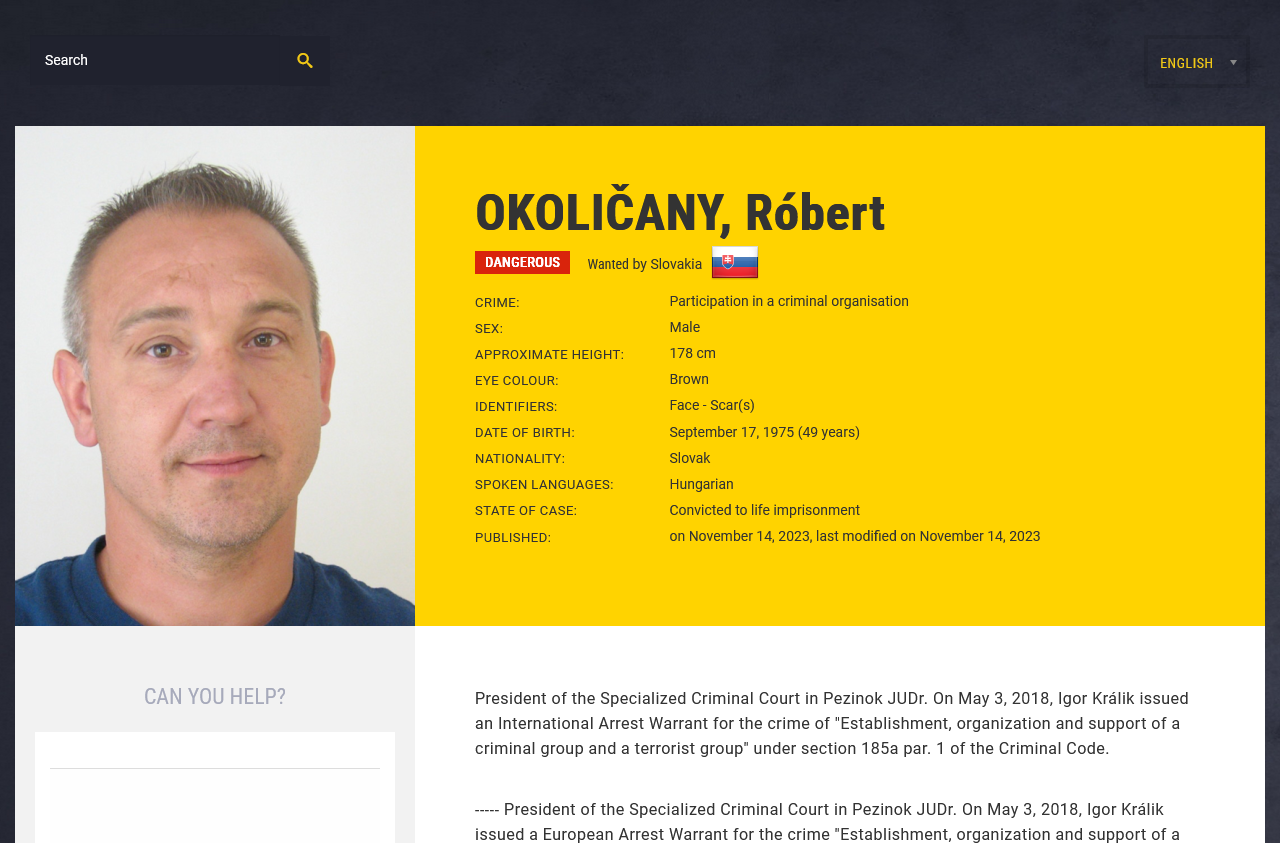 Search
ENGLISH
OKOLIČANY, Róbert
DANGEROUS Wanted by Slovakia
CRIME: Participation in a criminal organisation
SEX: Male
APPROXIMATE HEIGHT: 178 cm
EYE COLOUR: Brown
IDENTIFIERS: Face - Scar(s)
DATE OF BIRTH: September 17, 1975 (49 years)
NATIONALITY: Slovak
SPOKEN LANGUAGES: Hungarian
STATE OF CASE: Convicted to life imprisonment
PUBLISHED: on November 14, 2023, last modified on November 14, 2023
CAN YOU HELP?
President of the Specialized Criminal Court in Pezinok JUDr. On May 3, 2018, Igor Králik issued
an International Arrest Warrant for the crime of "Establishment, organization and support of a
criminal group and a terrorist group" under section 185a par. 1 of the Criminal Code.
----- President of the Specialized Criminal Court in Pezinok JUDr. On May 3, 2018, Igor Králik
issued a European Arrest Warrant for the crime "Establishment, organization and support of a